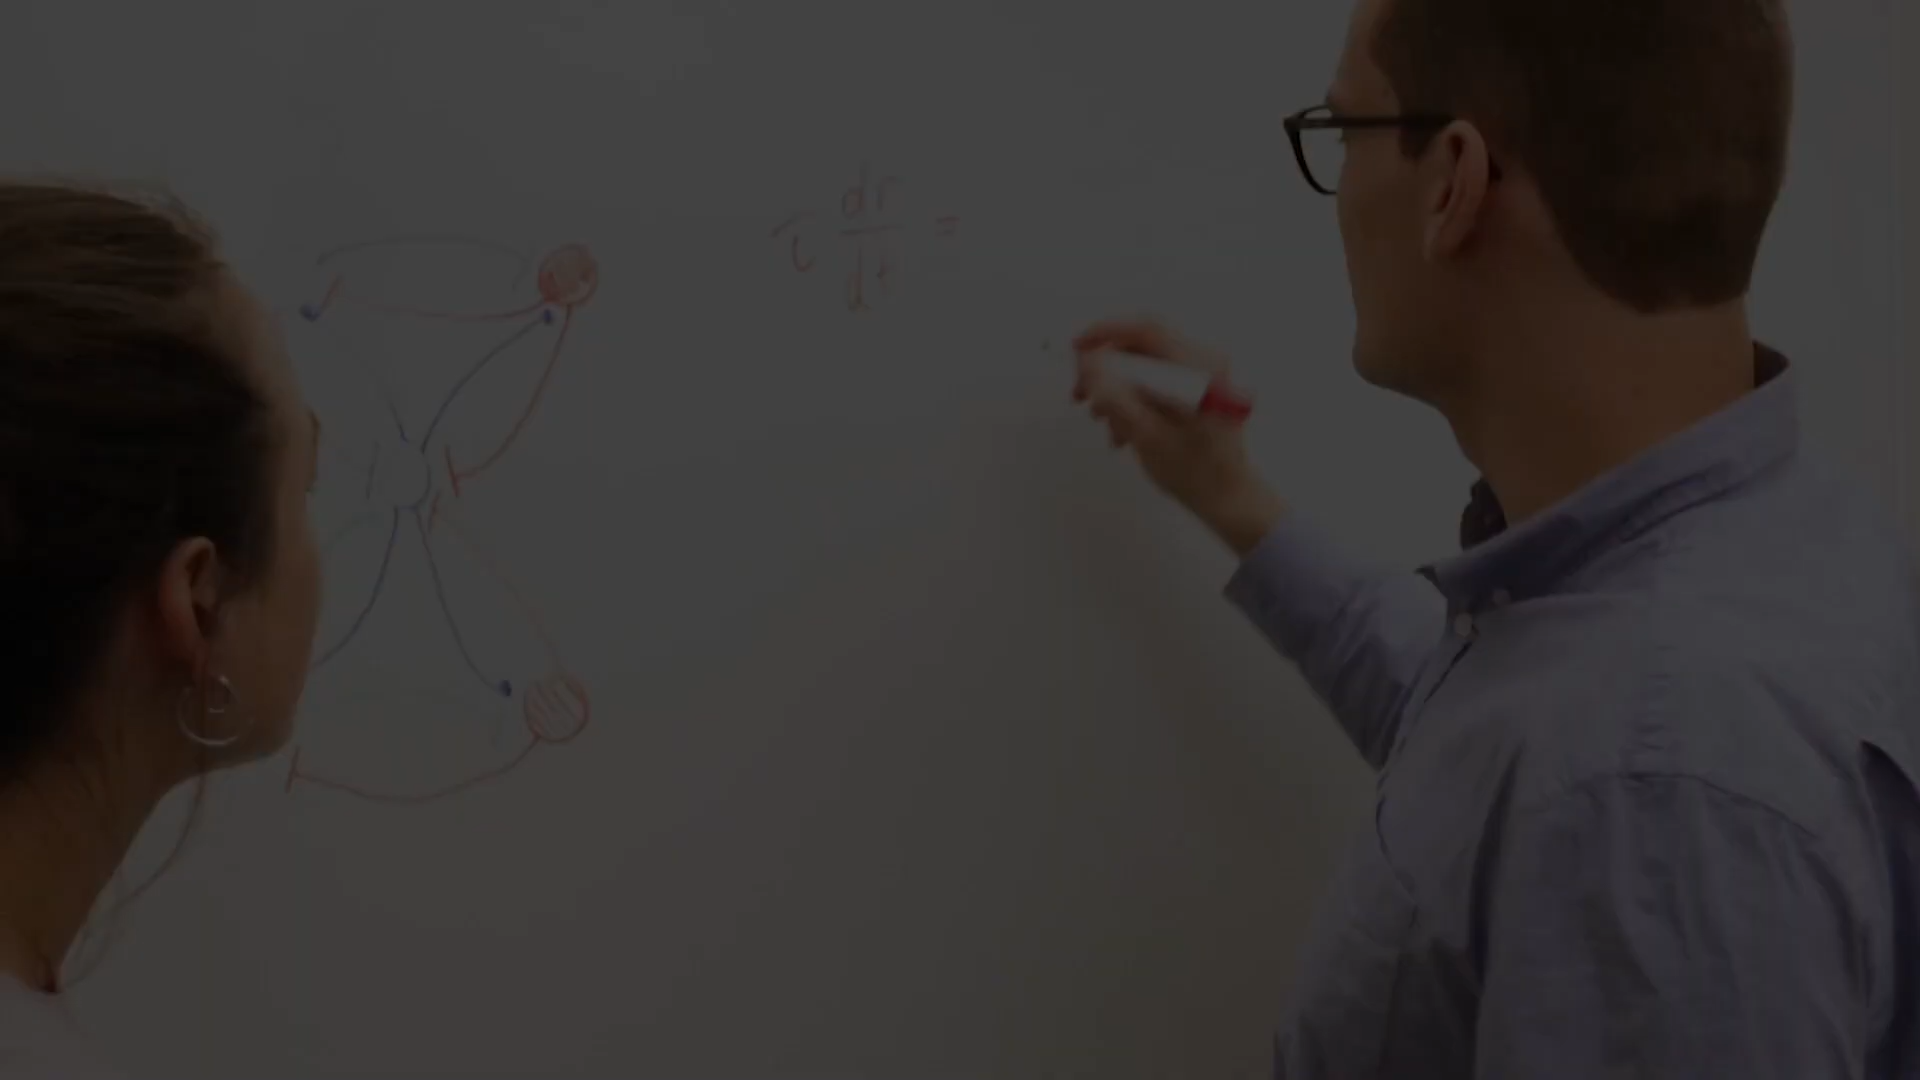 τ dr/dt =